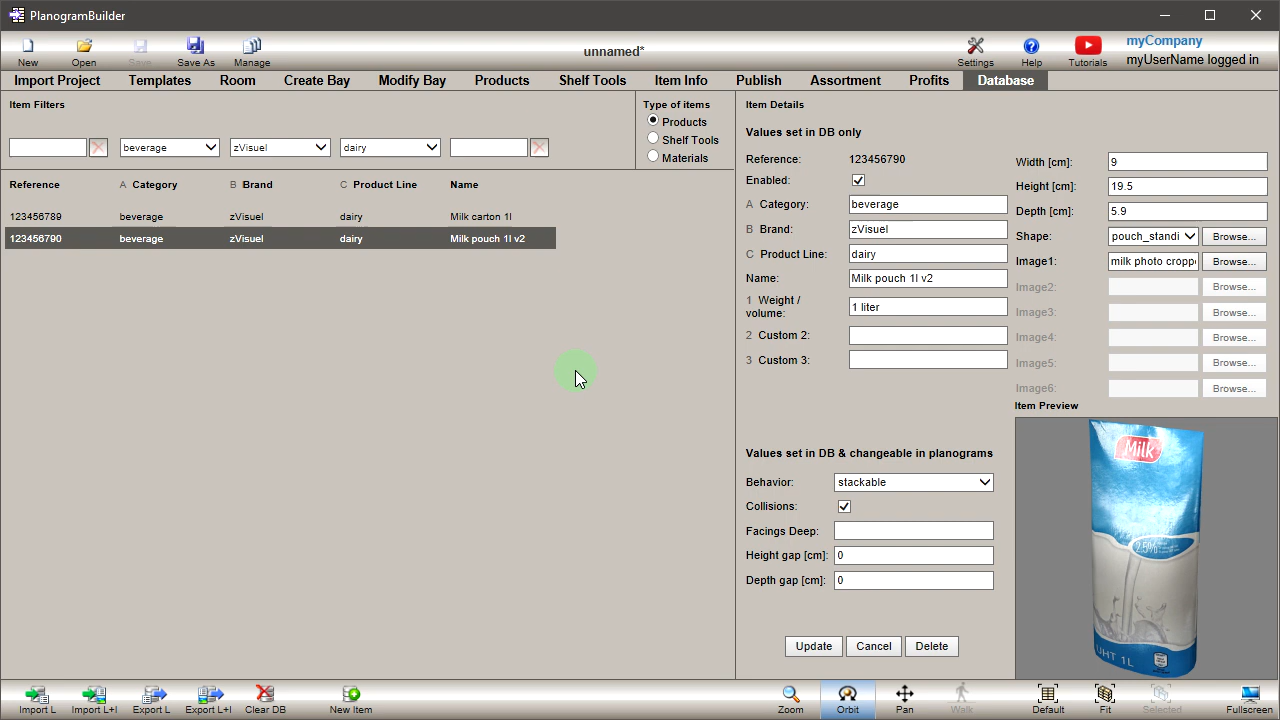 PlanogramBuilder
New
Open
Save
Save As
Manage
unnamed*
Settings
Help
Tutorials
myCompany
myUserName logged in
Import Project
Templates
Room
Create Bay
Modify Bay
Products
Shelf Tools
Item Info
Publish
Assortment
Profits
Database
Item Filters
beverage
zVisuel
dairy
Type of items
Products
Shelf Tools
Materials
Reference A Category B Brand C Product Line Name
123456789 beverage zVisuel dairy Milk carton 1l
123456790 beverage zVisuel dairy Milk pouch 1l v2
Item Details
Values set in DB only
Reference: 123456790
Enabled:
A Category: beverage
B Brand: zVisuel
C Product Line: dairy
Name: Milk pouch 1l v2
1 Weight /
volume: 1 liter
2 Custom 2:
3 Custom 3:
Width [cm]: 9
Height [cm]: 19.5
Depth [cm]: 5.9
Shape: pouch_standi Browse...
Image1: milk photo croppe Browse...
Image2: Browse...
Image3: Browse...
Image4: Browse...
Image5: Browse...
Image6: Browse...
Values set in DB & changeable in planograms
Behavior: stackable
Collisions:
Facings Deep:
Height gap [cm]: 0
Depth gap [cm]: 0
Update Cancel Delete
Item Preview
Milk
2.5%
UHT 1L
Import L
Import L+I
Export L
Export L+I
Clear DB
New Item
Zoom
Orbit
Pan
Walk
Default
Fit
Selected
Fullscreen